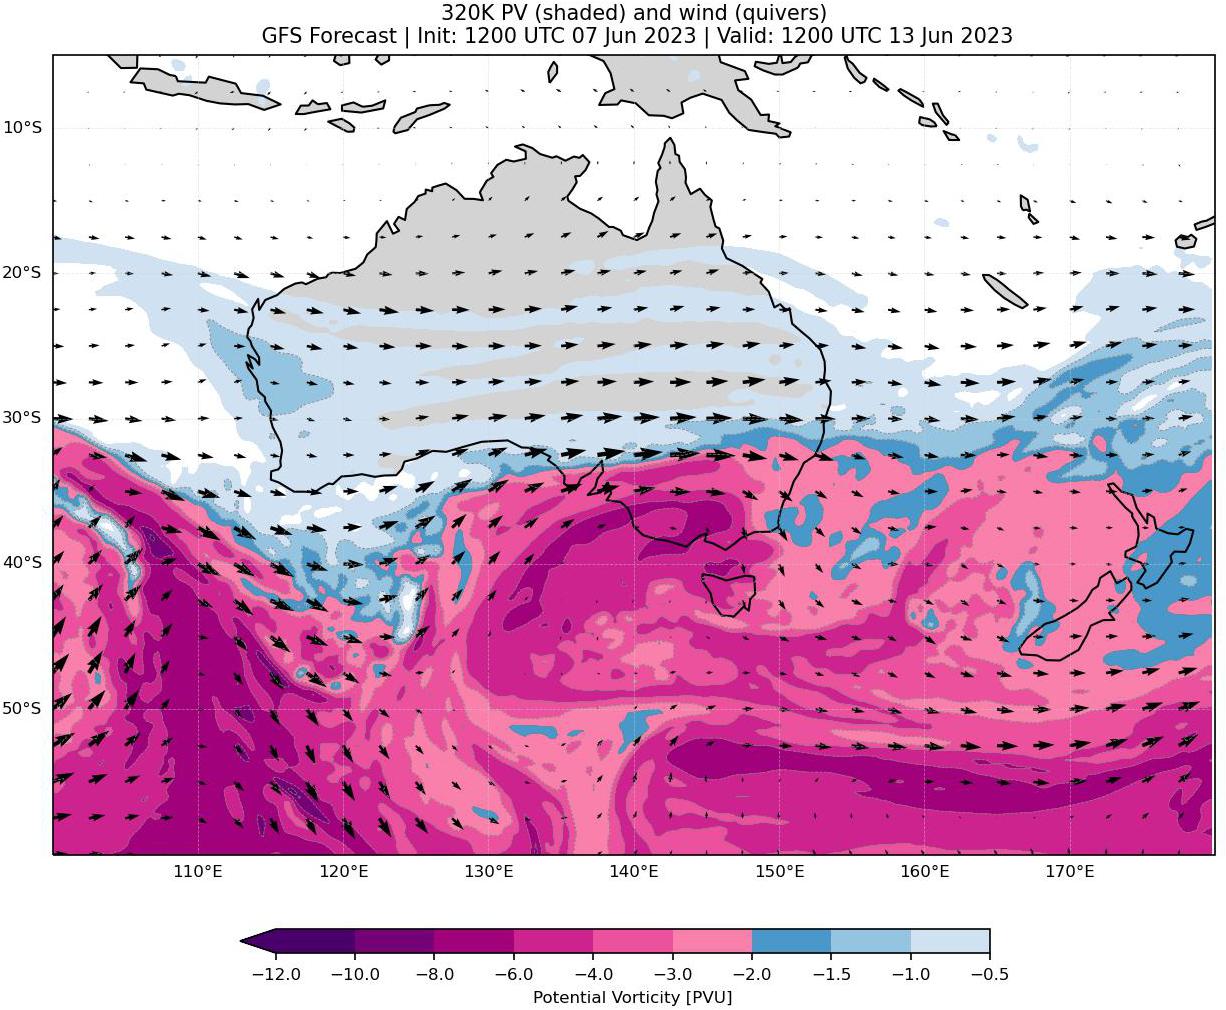 320K PV (shaded) and wind (quivers)
GFS Forecast | Init: 1200 UTC 07 Jun 2023 | Valid: 1200 UTC 13 Jun 2023
10°S
20°S
30°S
40°S
50°S
110°E 120°E 130°E 140°E 150°E 160°E 170°E
−12.0 −10.0 −8.0 −6.0 −4.0 −3.0 −2.0 −1.5 −1.0 −0.5
Potential Vorticity [PVU]